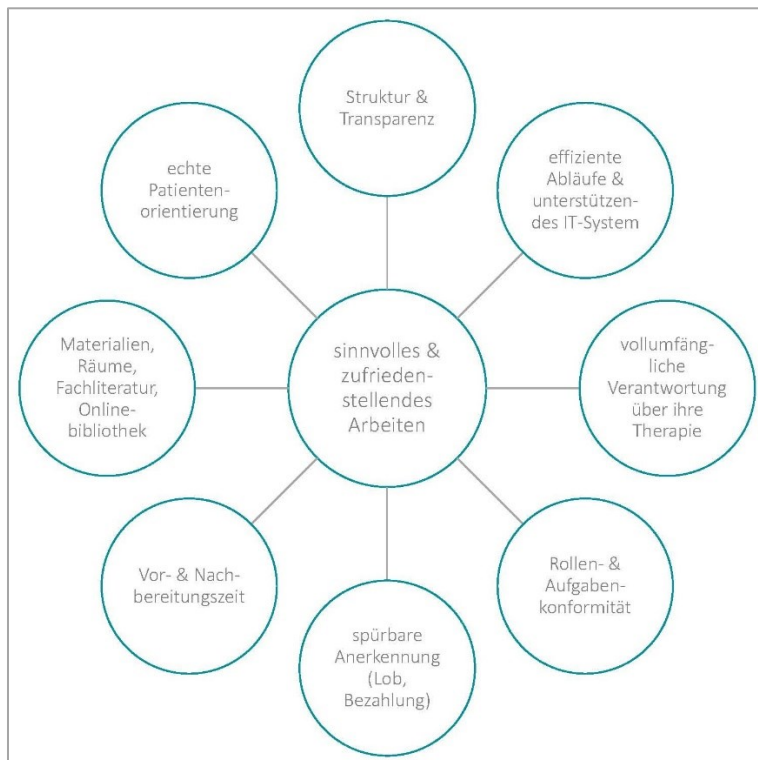 Struktur &
Transparenz
effiziente
Abläufe &
unterstützen-
des IT-System
vollumfäng-
liche
Verantwortung
über ihre
Therapie
Rollen- &
Aufgaben-
konformität
spürbare
Anerkennung
(Lob,
Bezahlung)
Vor- & Nach-
bereitungszeit
Materialien,
Räume,
Fachliteratur,
Online-
bibliothek
echte
Patienten-
orientierung
sinnvolles &
zufrieden-
stellendes
Arbeiten